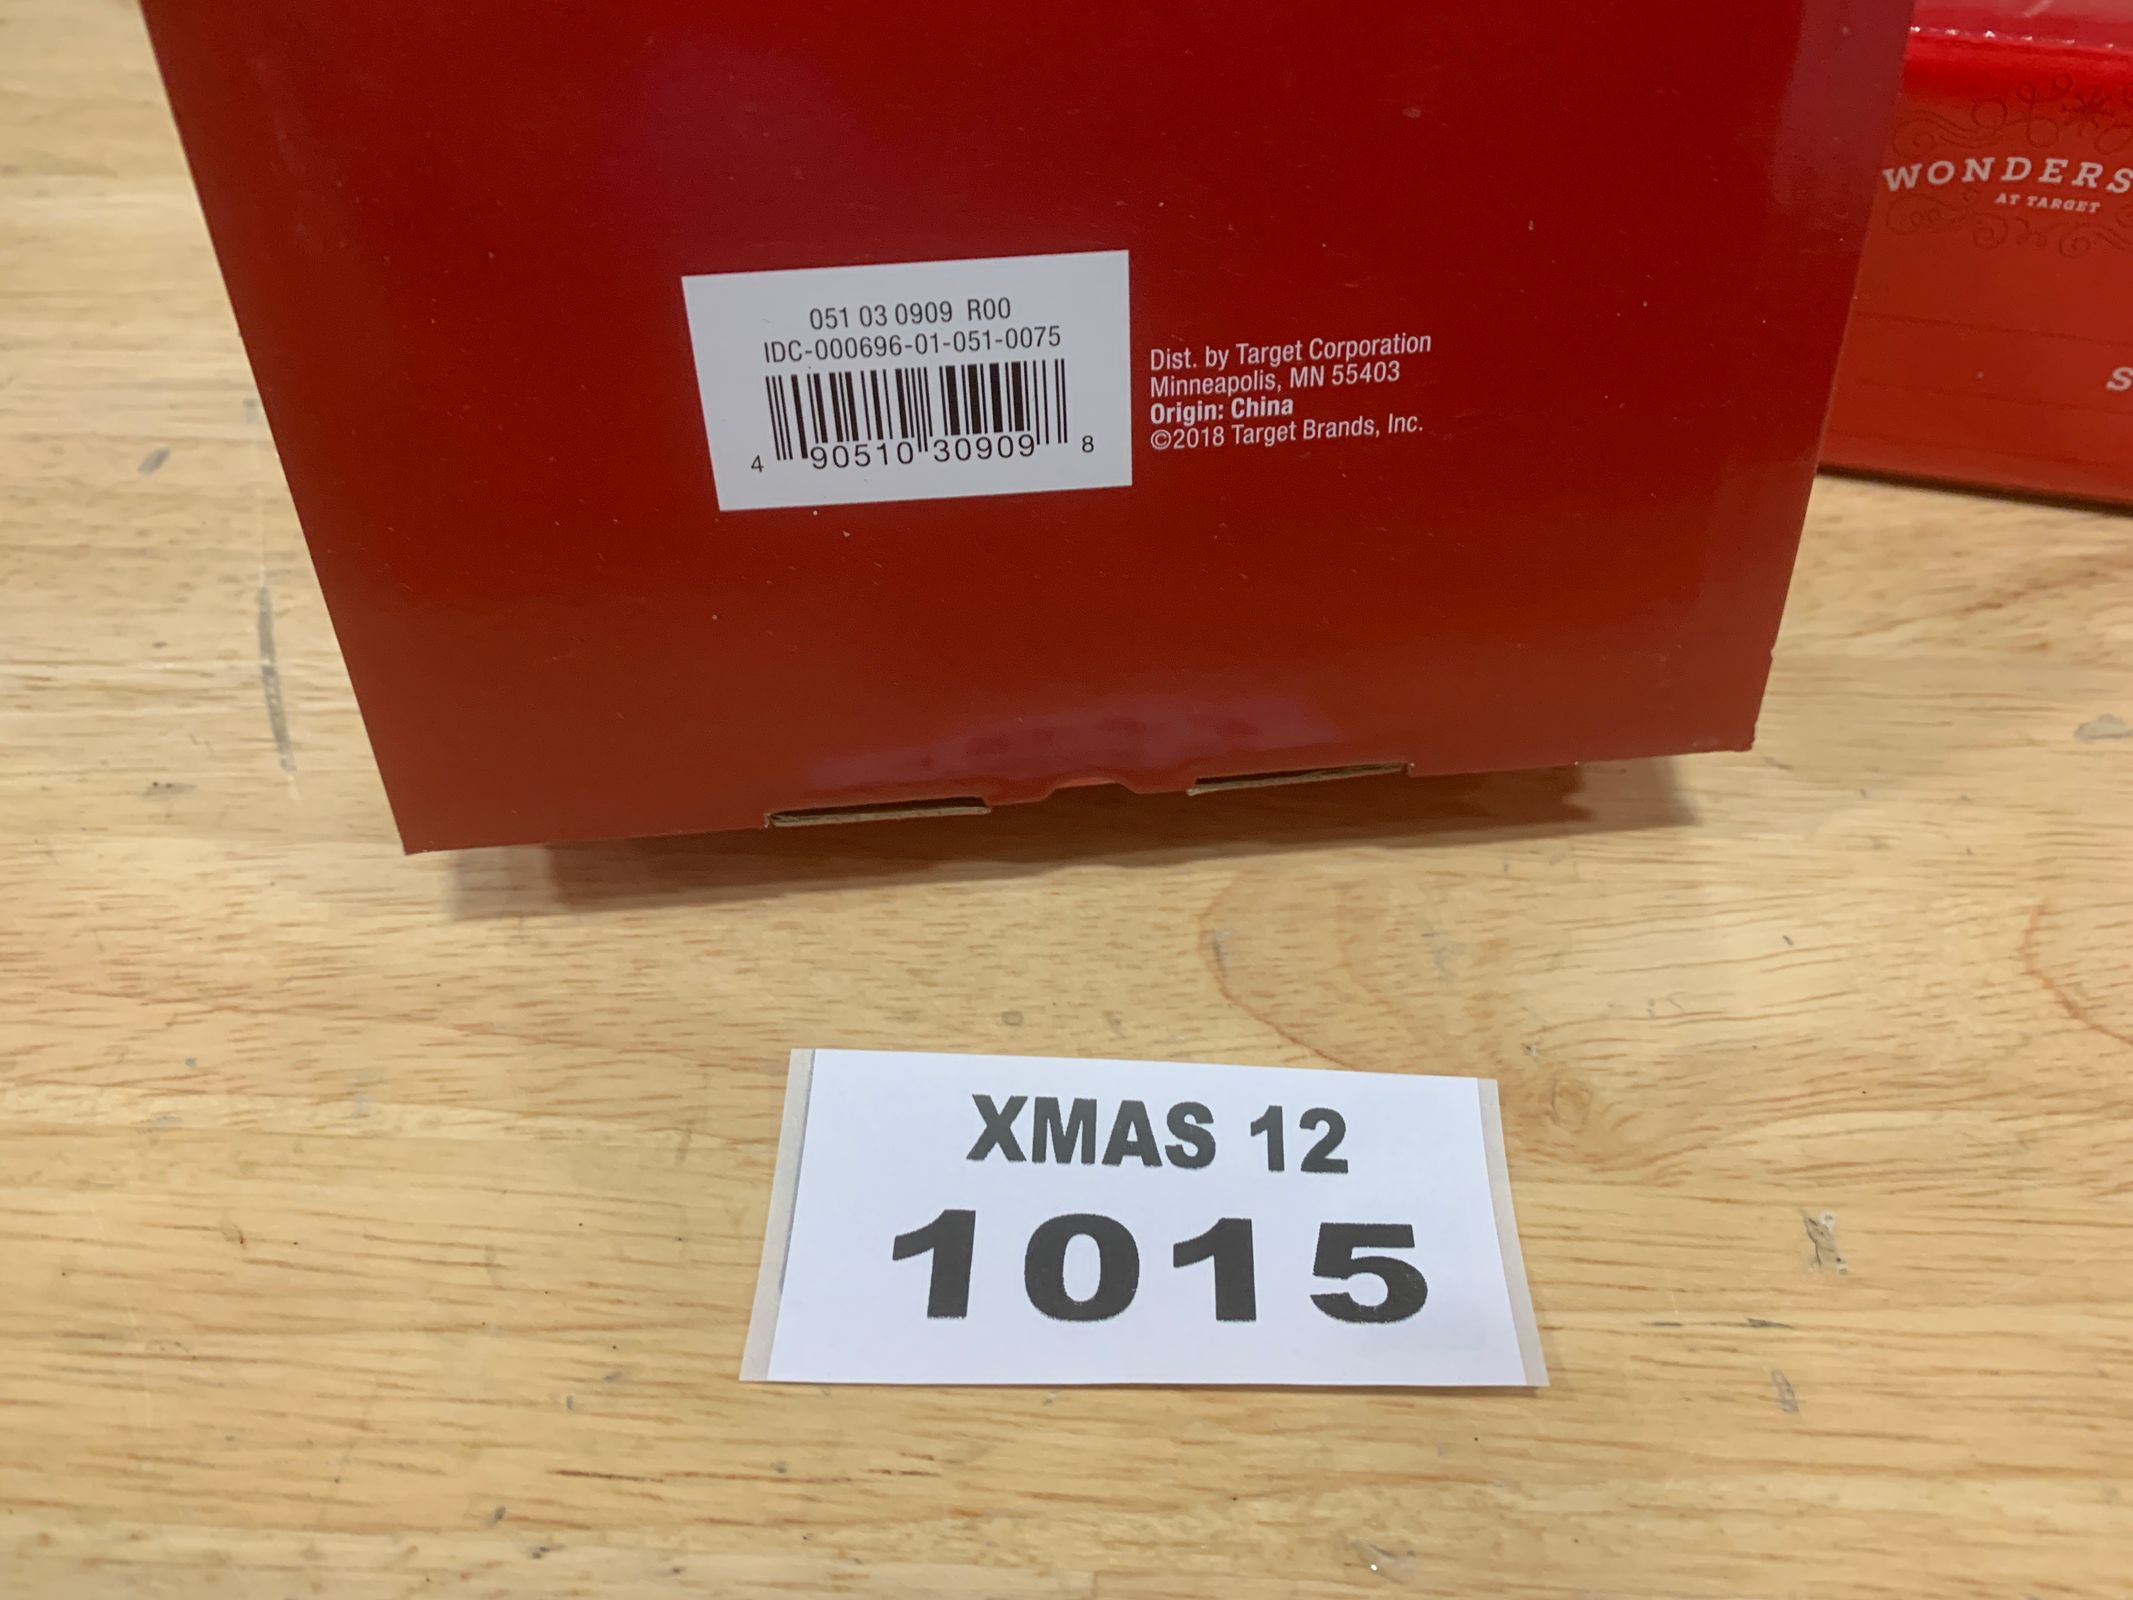 051 03 0909 R00
IDC-000696-01-051-0075
4 90510 30909 8
Dist. by Target Corporation
Minneapolis, MN 55403
Origin: China
©2018 Target Brands, Inc.
WONDERS
AT TARGET
S
XMAS 12
1015